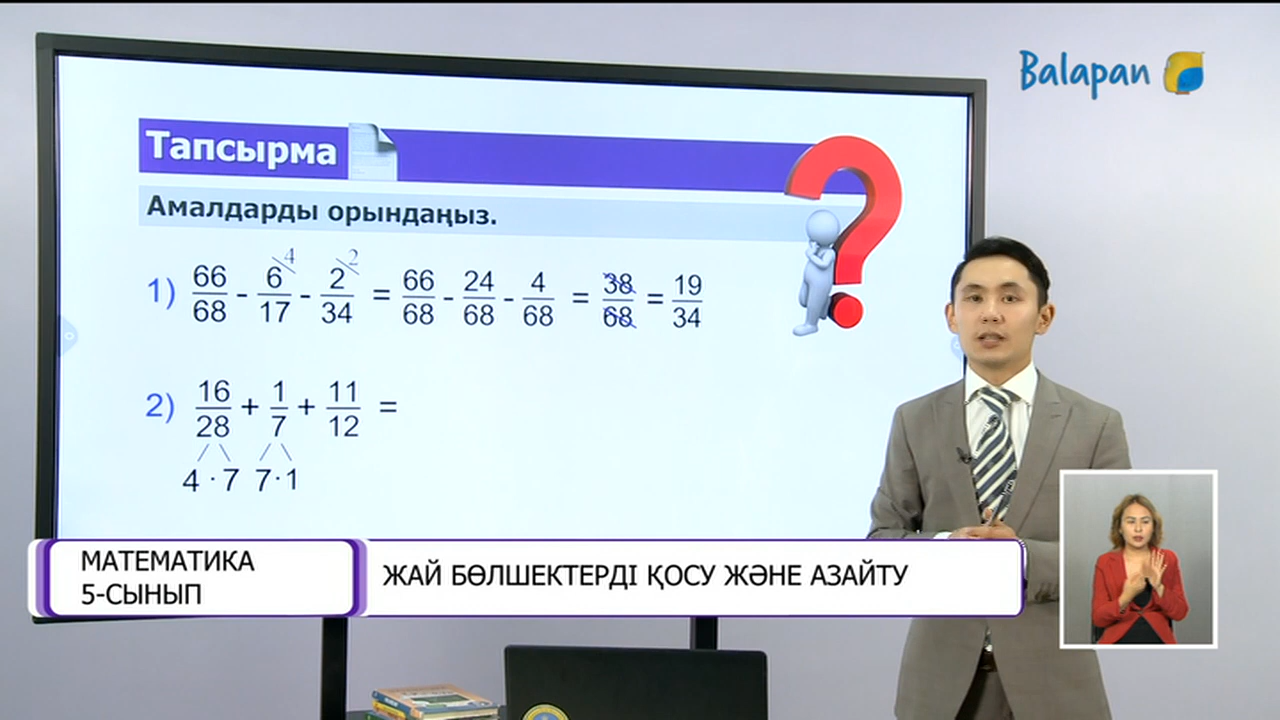 Balapan
Тапсырма
Амалдарды орындаңыз.
1) 66/68 - 6/17 ⁴ - 2/34 ² = 66/68 - 24/68 - 4/68 = 38/68 = 19/34
2) 16/28 + 1/7 + 11/12 =
4 · 7 7 · 1
МАТЕМАТИКА
5-СЫНЫП
ЖАЙ БӨЛШЕКТЕРДІ ҚОСУ ЖӘНЕ АЗАЙТУ